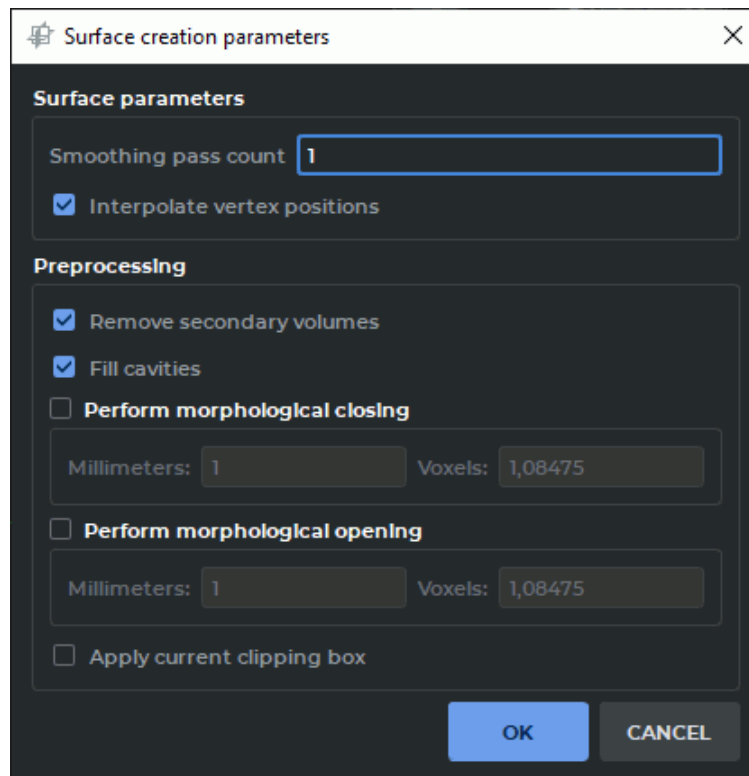 Surface creation parameters
Surface parameters
Smoothing pass count 1
Interpolate vertex positions
Preprocessing
Remove secondary volumes
Fill cavities
Perform morphological closing
Millimeters: 1 Voxels: 1,08475
Perform morphological opening
Millimeters: 1 Voxels: 1,08475
Apply current clipping box
OK CANCEL